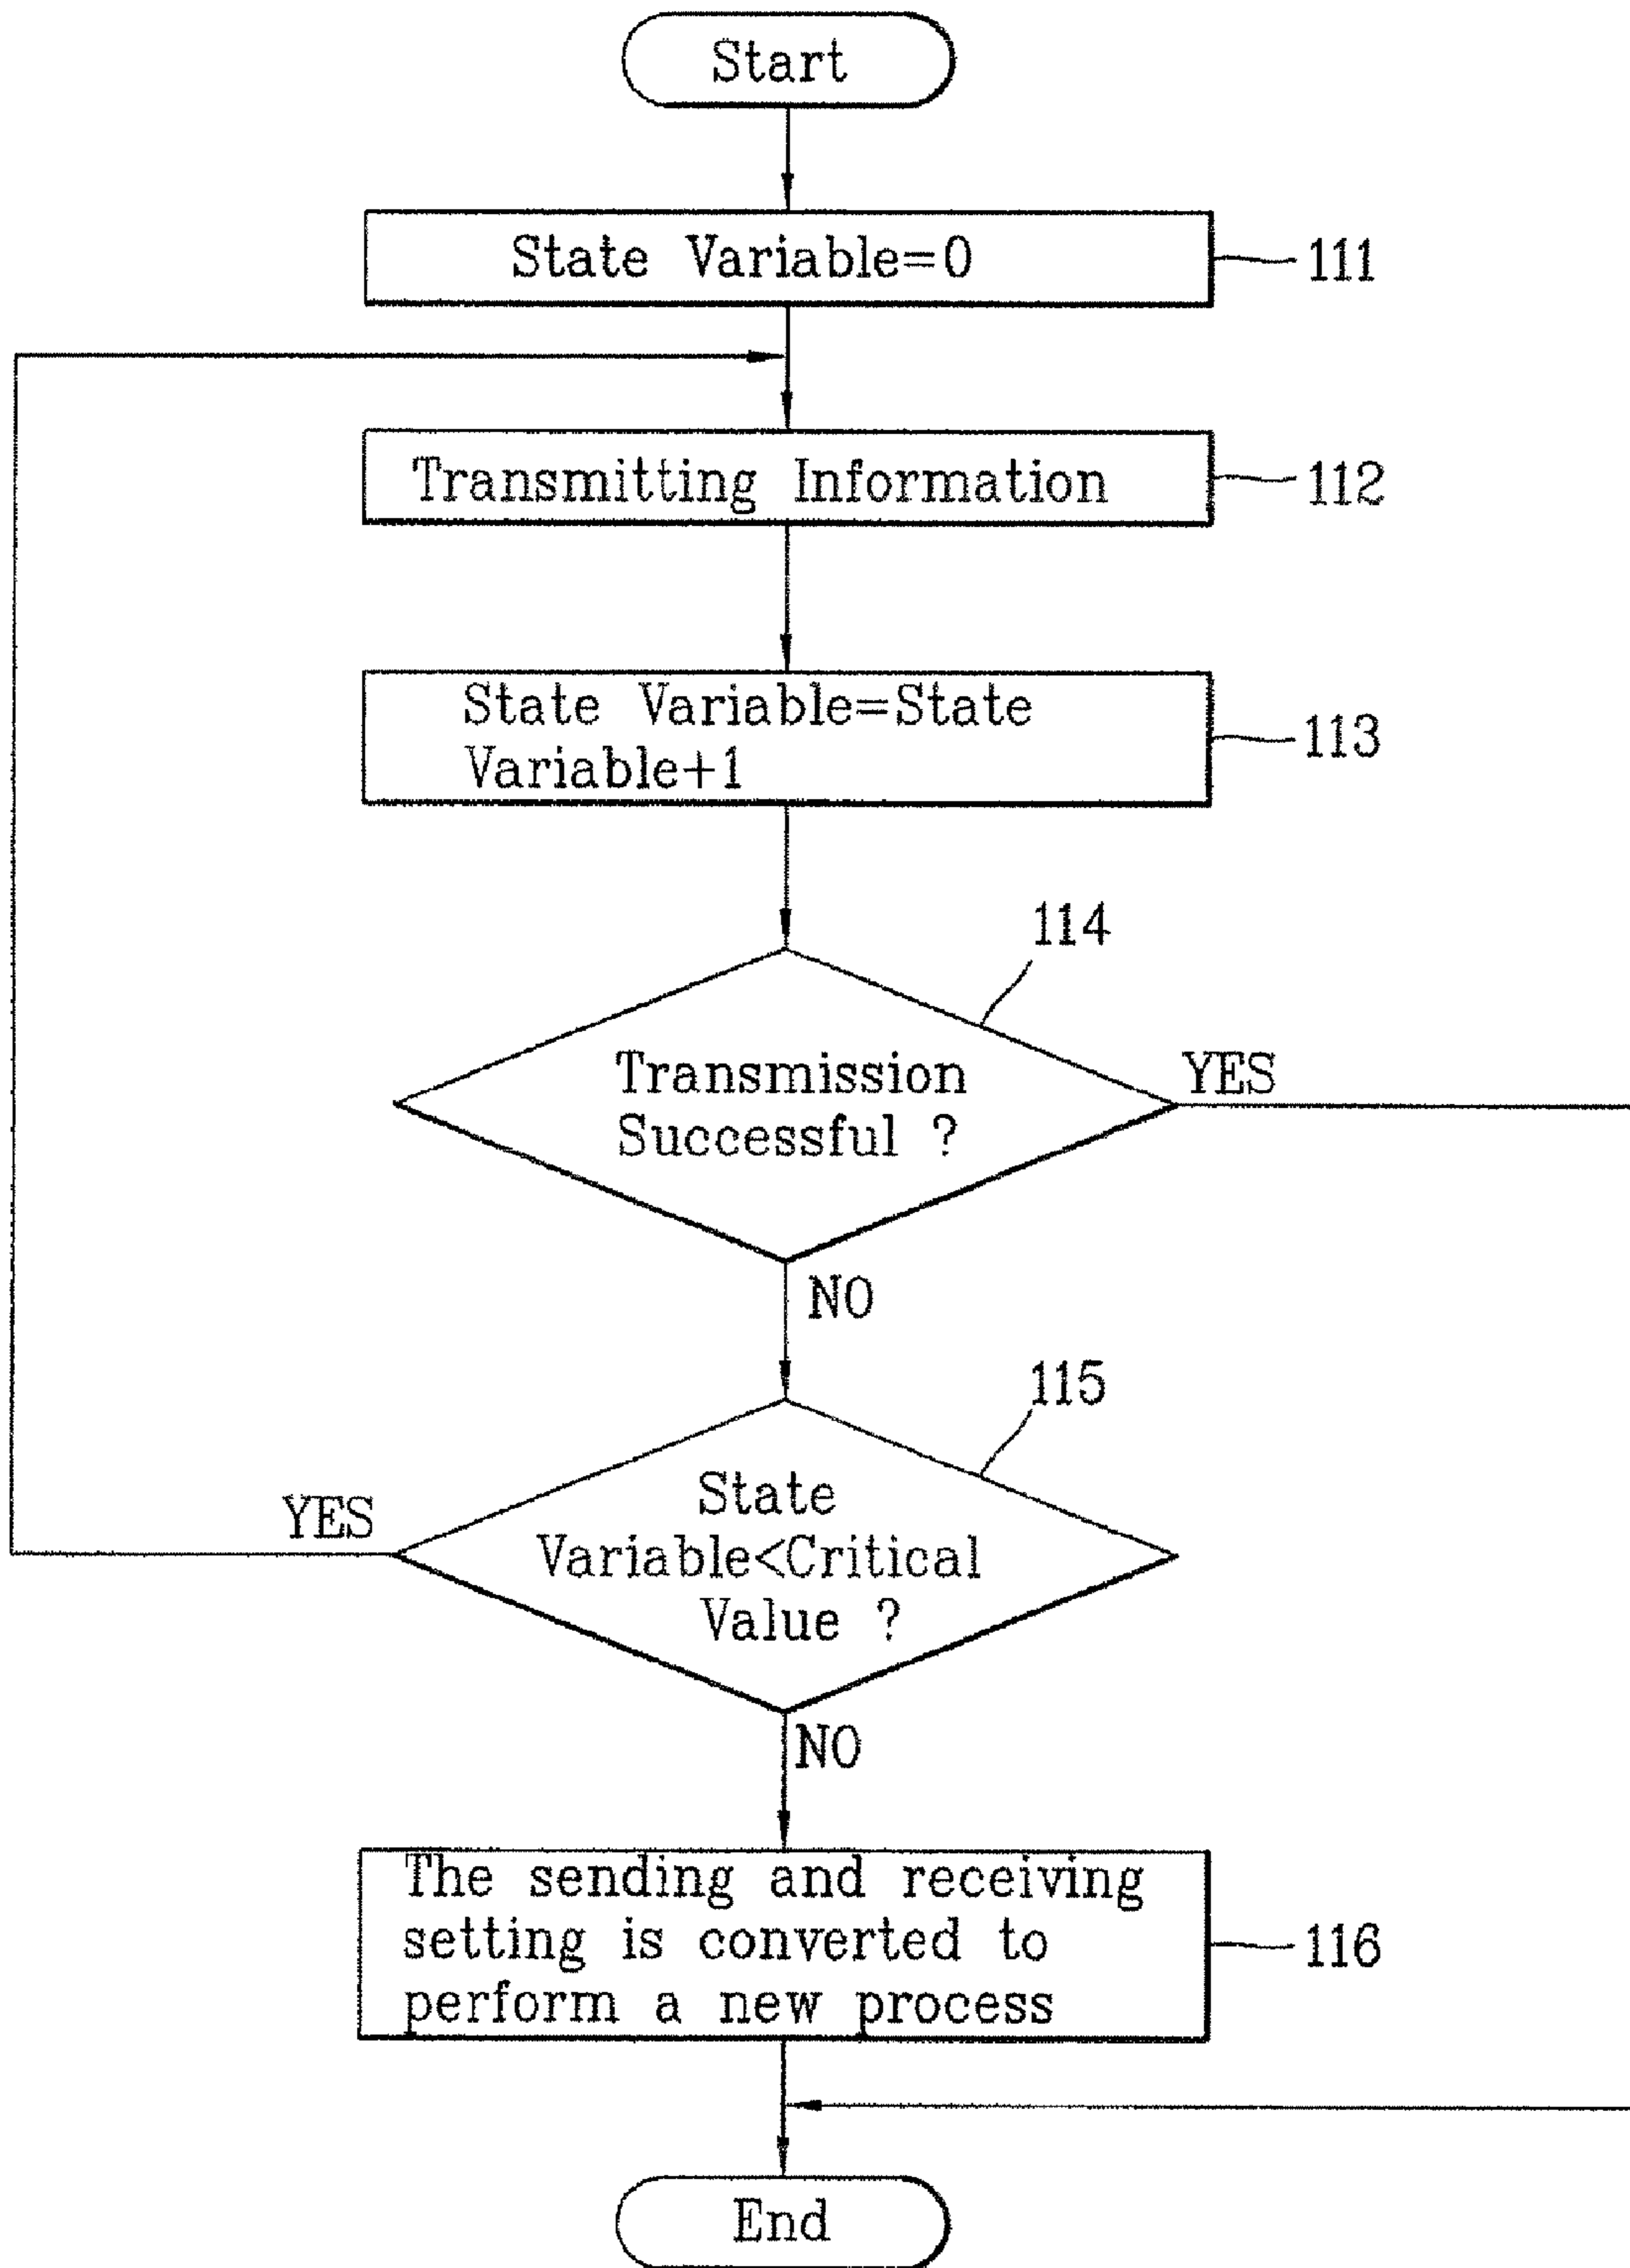 Start
State Variable=0
111
Transmitting Information
112
State Variable=State
Variable+1
113
114
Transmission
Successful ?
YES
NO
115
State
Variable<Critical
Value ?
YES
NO
The sending and receiving
setting is converted to
perform a new process
116
End